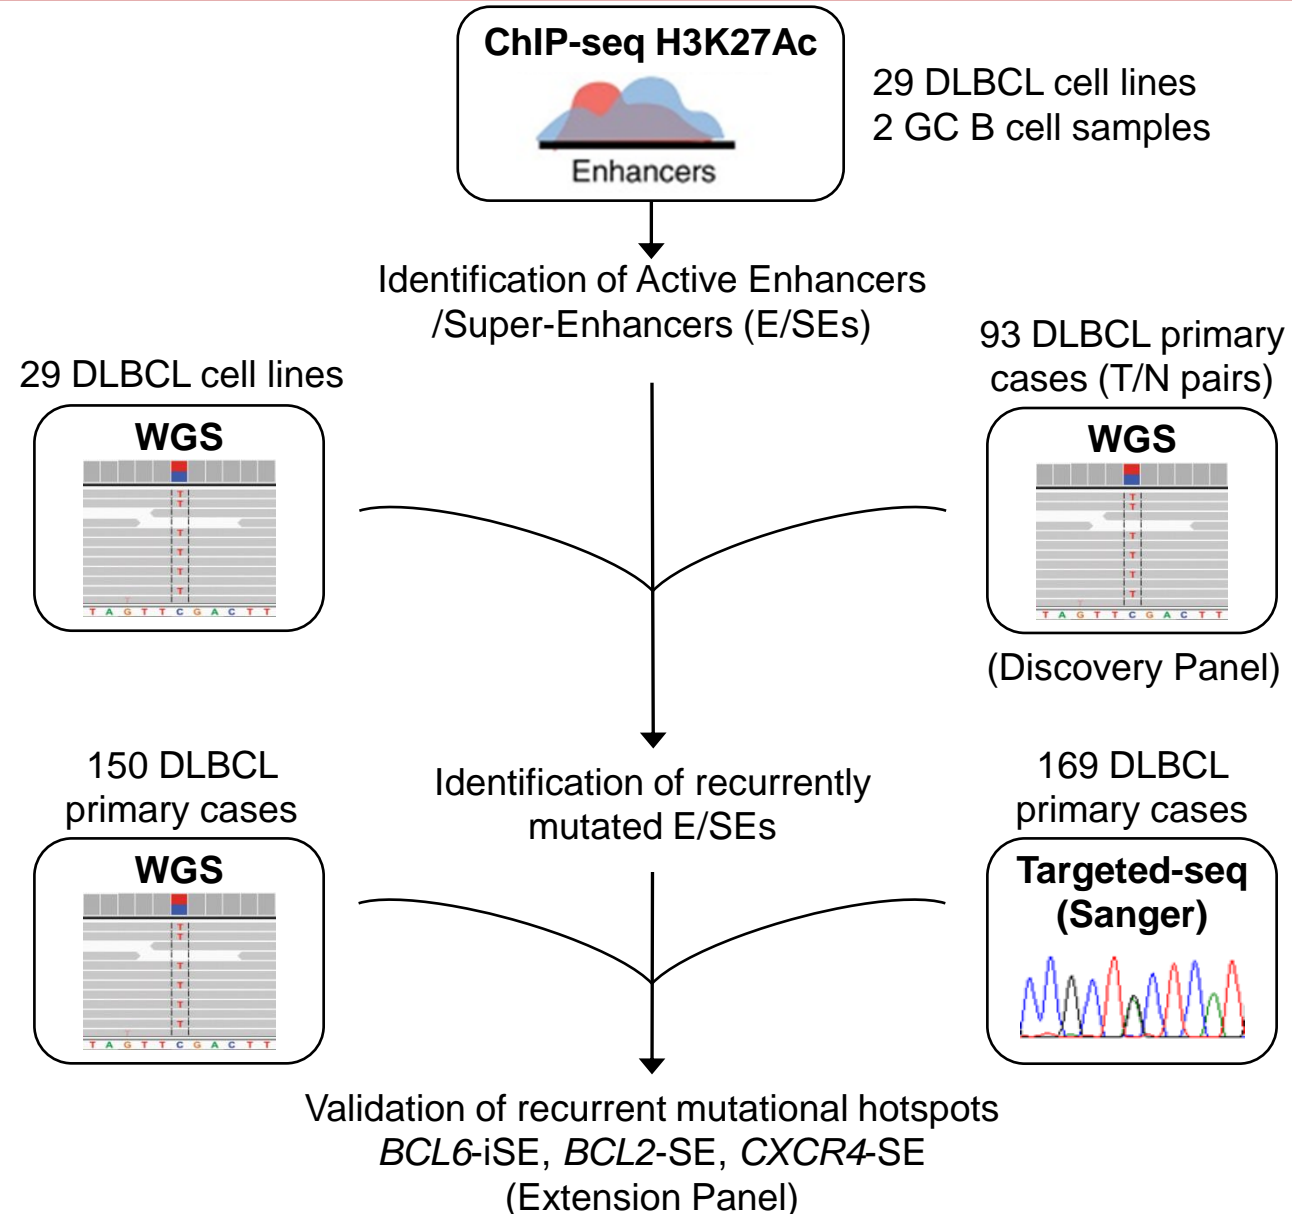 ChIP-seq H3K27Ac
Enhancers
29 DLBCL cell lines
2 GC B cell samples
Identification of Active Enhancers
/Super-Enhancers (E/SEs)
29 DLBCL cell lines
WGS
T
T
T
T
T
T
T
T A G T T C G A C T T
93 DLBCL primary
cases (T/N pairs)
WGS
T
T
T
T
T
T
T
T A G T T C G A C T T
(Discovery Panel)
Identification of recurrently
mutated E/SEs
150 DLBCL
primary cases
WGS
T
T
T
T
T
T
T
T A G T T C G A C T T
169 DLBCL
primary cases
Targeted-seq
(Sanger)
Validation of recurrent mutational hotspots
BCL6-iSE, BCL2-SE, CXCR4-SE
(Extension Panel)